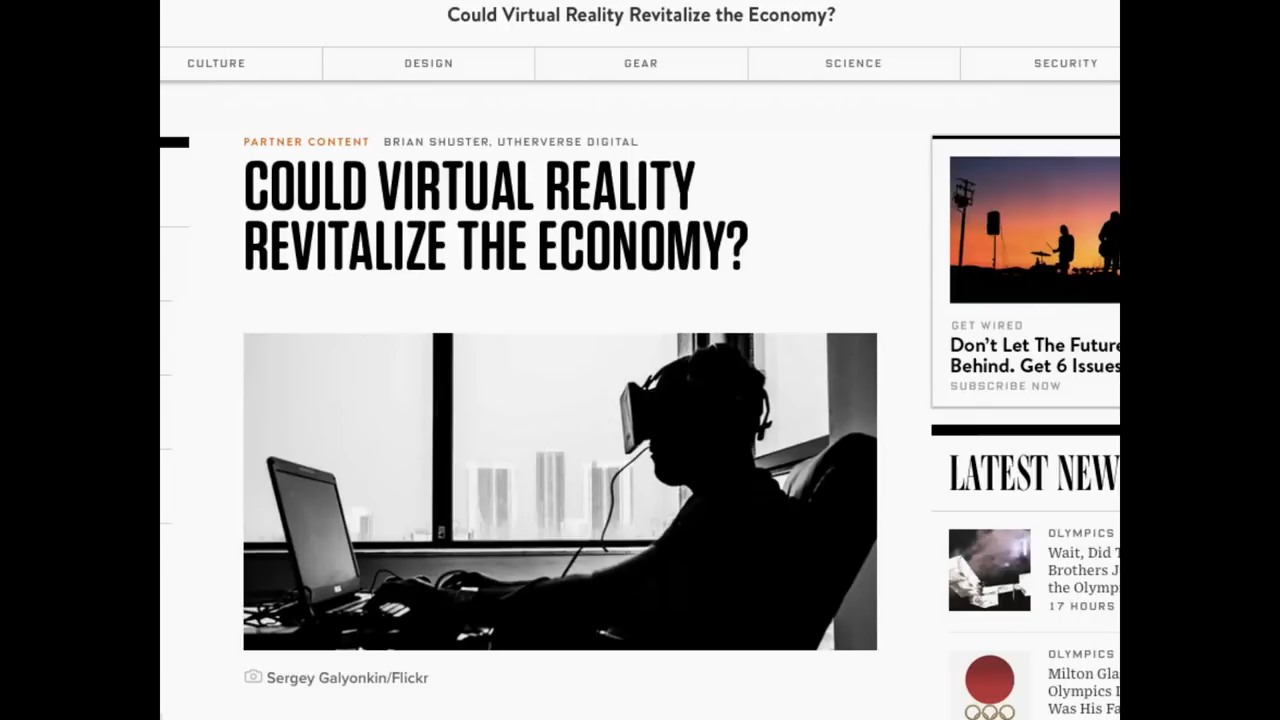 Could Virtual Reality Revitalize the Economy?
CULTURE
DESIGN
GEAR
SCIENCE
SECURITY
PARTNER CONTENT BRIAN SHUSTER, UTHERVERSE DIGITAL
COULD VIRTUAL REALITY
REVITALIZE THE ECONOMY?
Sergey Galyonkin/Flickr
GET WIRED
Don't Let The Future
Behind. Get 6 Issues
SUBSCRIBE NOW
LATEST NEW
OLYMPICS
Wait, Did T
Brothers J
the Olymp
17 HOURS
OLYMPICS
Milton Gla
Olympics L
Was His Fa